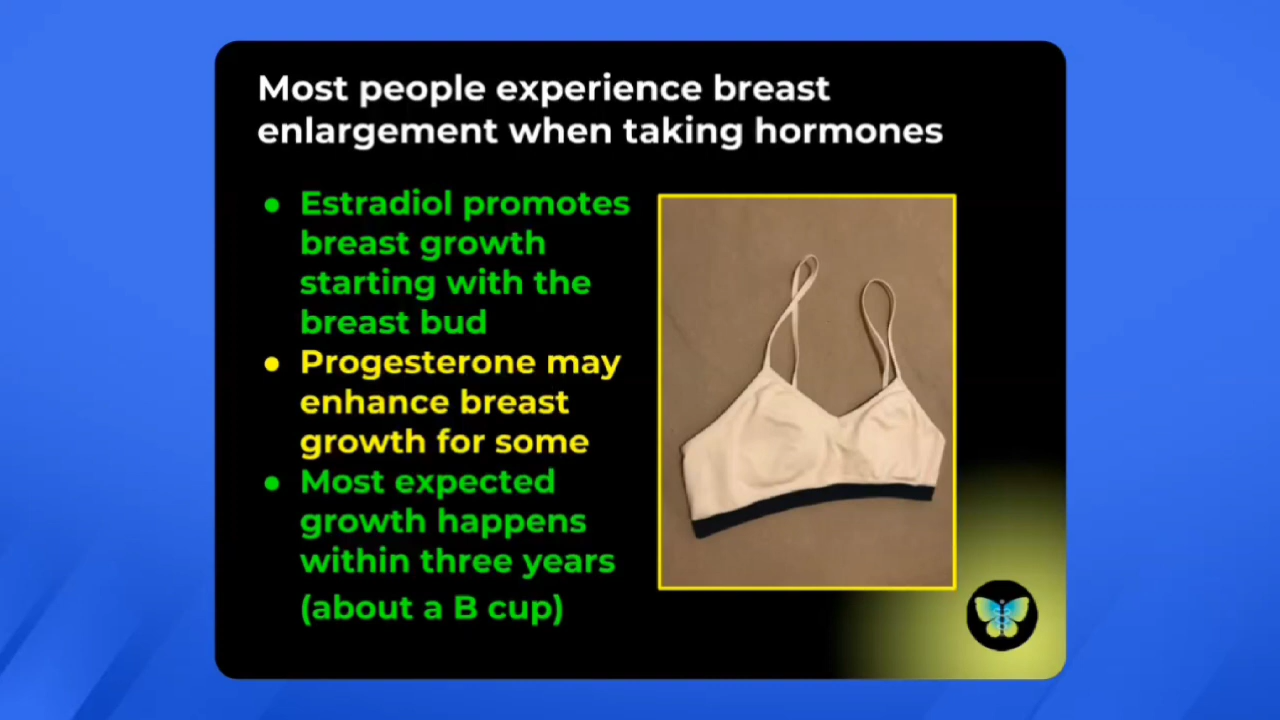 Most people experience breast
enlargement when taking hormones
● Estradiol promotes
breast growth
starting with the
breast bud
● Progesterone may
enhance breast
growth for some
● Most expected
growth happens
within three years
(about a B cup)